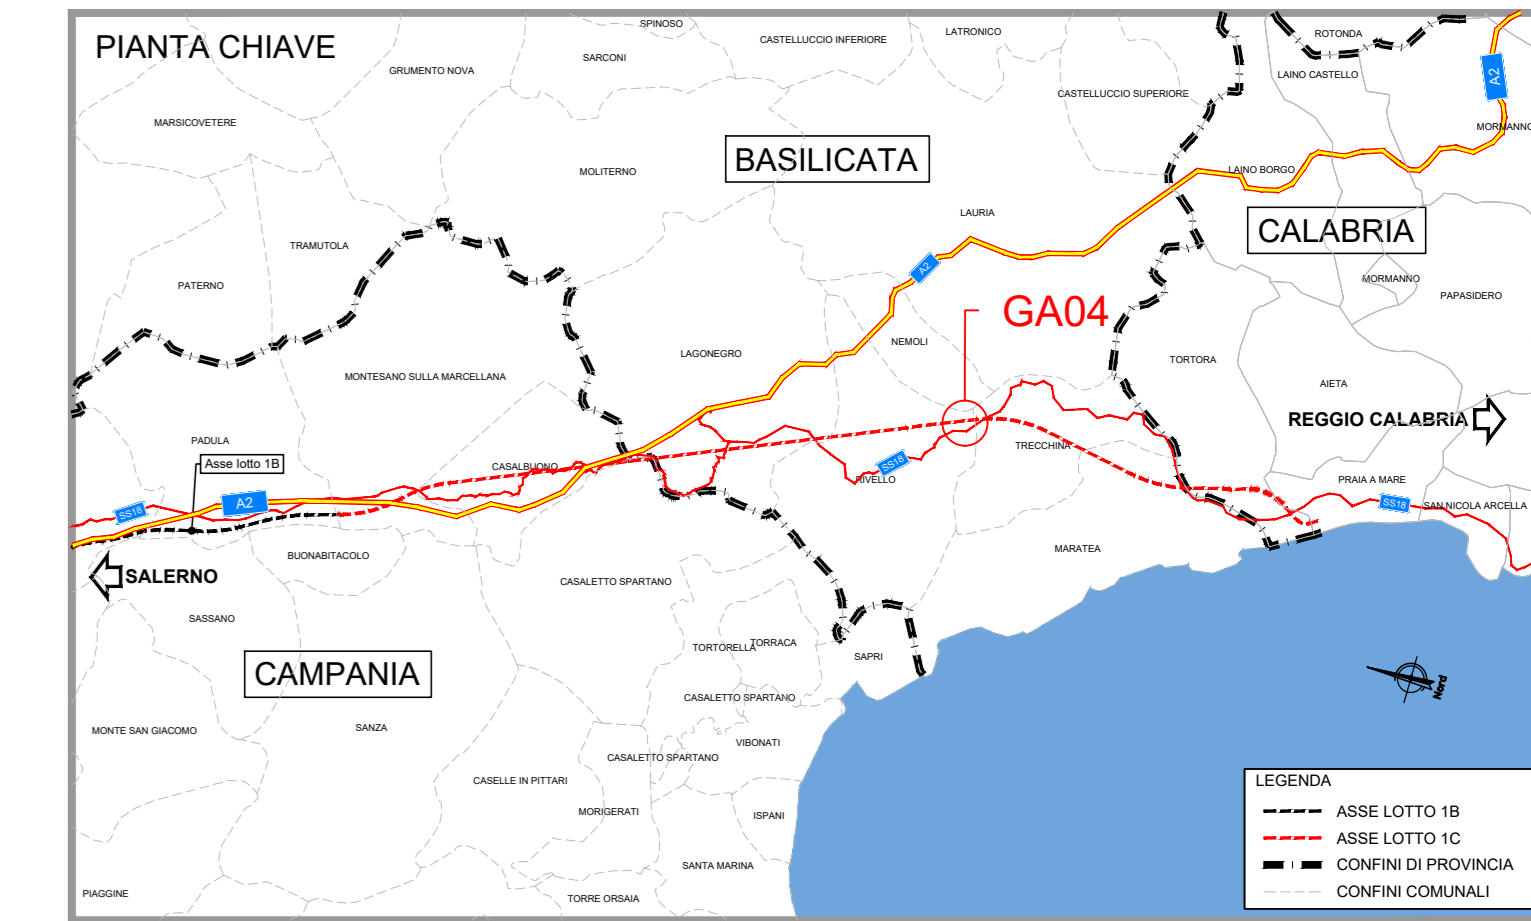 PIANTA CHIAVE
SPINOSO
SARCONI
CASTELLUCCIO INFERIORE
LATRONICO
ROTONDA
GRUMENTO NOVA
LAINO CASTELLO
A2
CASTELLUCCIO SUPERIORE
MARSICOVETERE
MORMANNO
BASILICATA
MOLITERNO
LAINO BORGO
LAURIA
CALABRIA
TRAMUTOLA
A2
MORMANNO
PATERNO
PAPASIDERO
GA04
NEMOLI
LAGONEGRO
TORTORA
MONTESANO SULLA MARCELLANA
AIETA
REGGIO CALABRIA
PADULA
TRECCHINA
Asse lotto 1B
CASALBUONO
SS18
RIVELLO
PRAIA A MARE
A2
SS18
SS18
SAN NICOLA ARCELLA
BUONABITACOLO
MARATEA
SALERNO
CASALETTO SPARTANO
SASSANO
TORTORELLA
TORRACA
SAPRI
CAMPANIA
Nord
CASALETTO SPARTANO
MONTE SAN GIACOMO
SANZA
VIBONATI
CASALETTO SPARTANO
CASELLE IN PITTARI
MORIGERATI
ISPANI
SANTA MARINA
PIAGGINE
TORRE ORSAIA
LEGENDA
ASSE LOTTO 1B
ASSE LOTTO 1C
CONFINI DI PROVINCIA
CONFINI COMUNALI